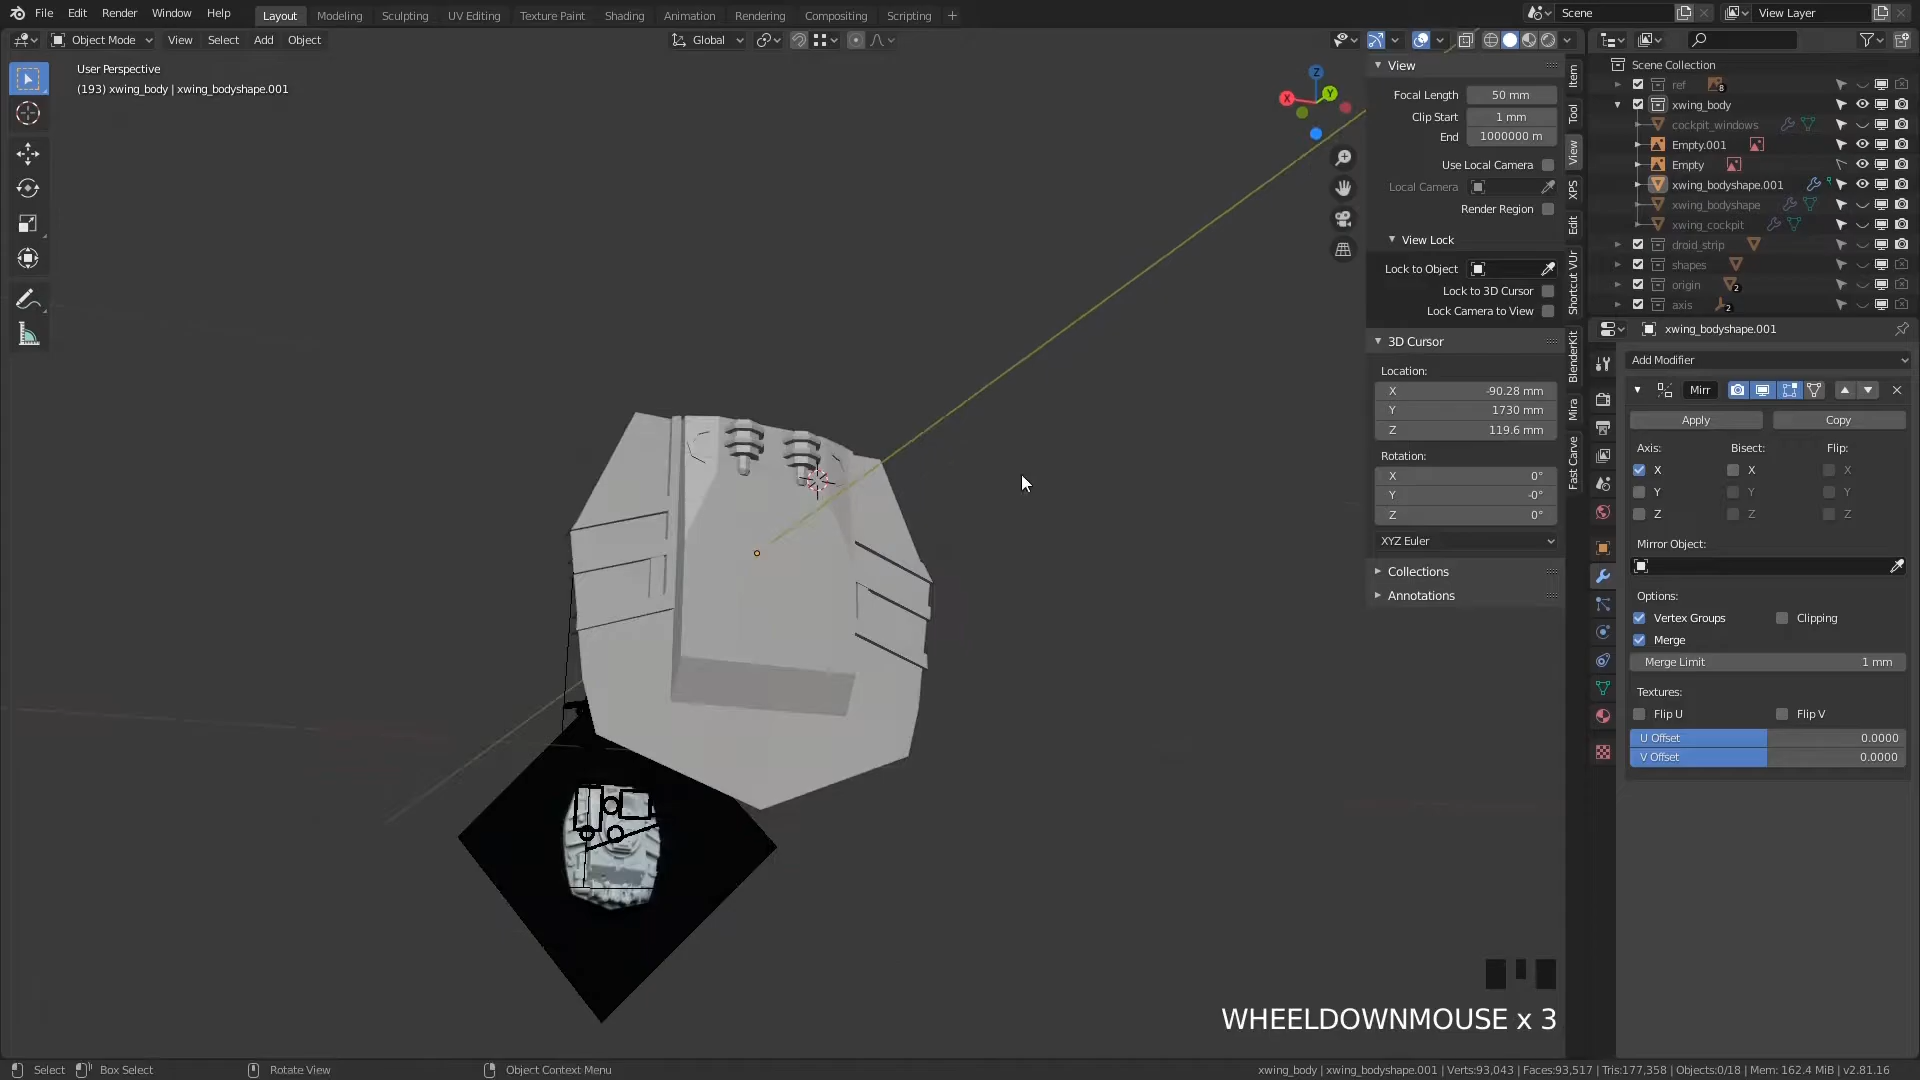 File Edit Render Window Help Layout Modeling Sculpting UV Editing Texture Paint Shading Animation Rendering Compositing Scripting + Scene View Layer
Object Mode View Select Add Object Global
User Perspective
(193) xwing_body | xwing_bodyshape.001
X Y Z
View
Focal Length 50 mm
Clip Start 1 mm
End 1000000 m
Use Local Camera
Local Camera
Render Region
View Lock
Lock to Object
Lock to 3D Cursor
Lock Camera to View
3D Cursor
Location:
X -90.28 mm
Y 1730 mm
Z 119.6 mm
Rotation:
X 0°
Y -0°
Z 0°
XYZ Euler
Collections
Annotations
Item
Tool
View
XPS
Edit
Shortcut VUr
BlenderKit
Mira
Fast Carve
Scene Collection
ref 8
xwing_body
cockpit_windows
Empty.001
Empty
xwing_bodyshape.001
xwing_bodyshape
xwing_cockpit
droid_strip
shapes
origin 2
axis 2
xwing_bodyshape.001
Add Modifier
Mirr
Apply Copy
Axis: Bisect: Flip:
X X X
Y Y Y
Z Z Z
Mirror Object:
Options:
Vertex Groups Clipping
Merge
Merge Limit 1 mm
Textures:
Flip U Flip V
U Offset 0.0000
V Offset 0.0000
WHEELDOWNMOUSE x 3
Select Box Select Rotate View Object Context Menu xwing_body | xwing_bodyshape.001 | Verts:93,043 | Faces:93,517 | Tris:177,358 | Objects:0/18 | Mem: 162.4 MiB | v2.81.16